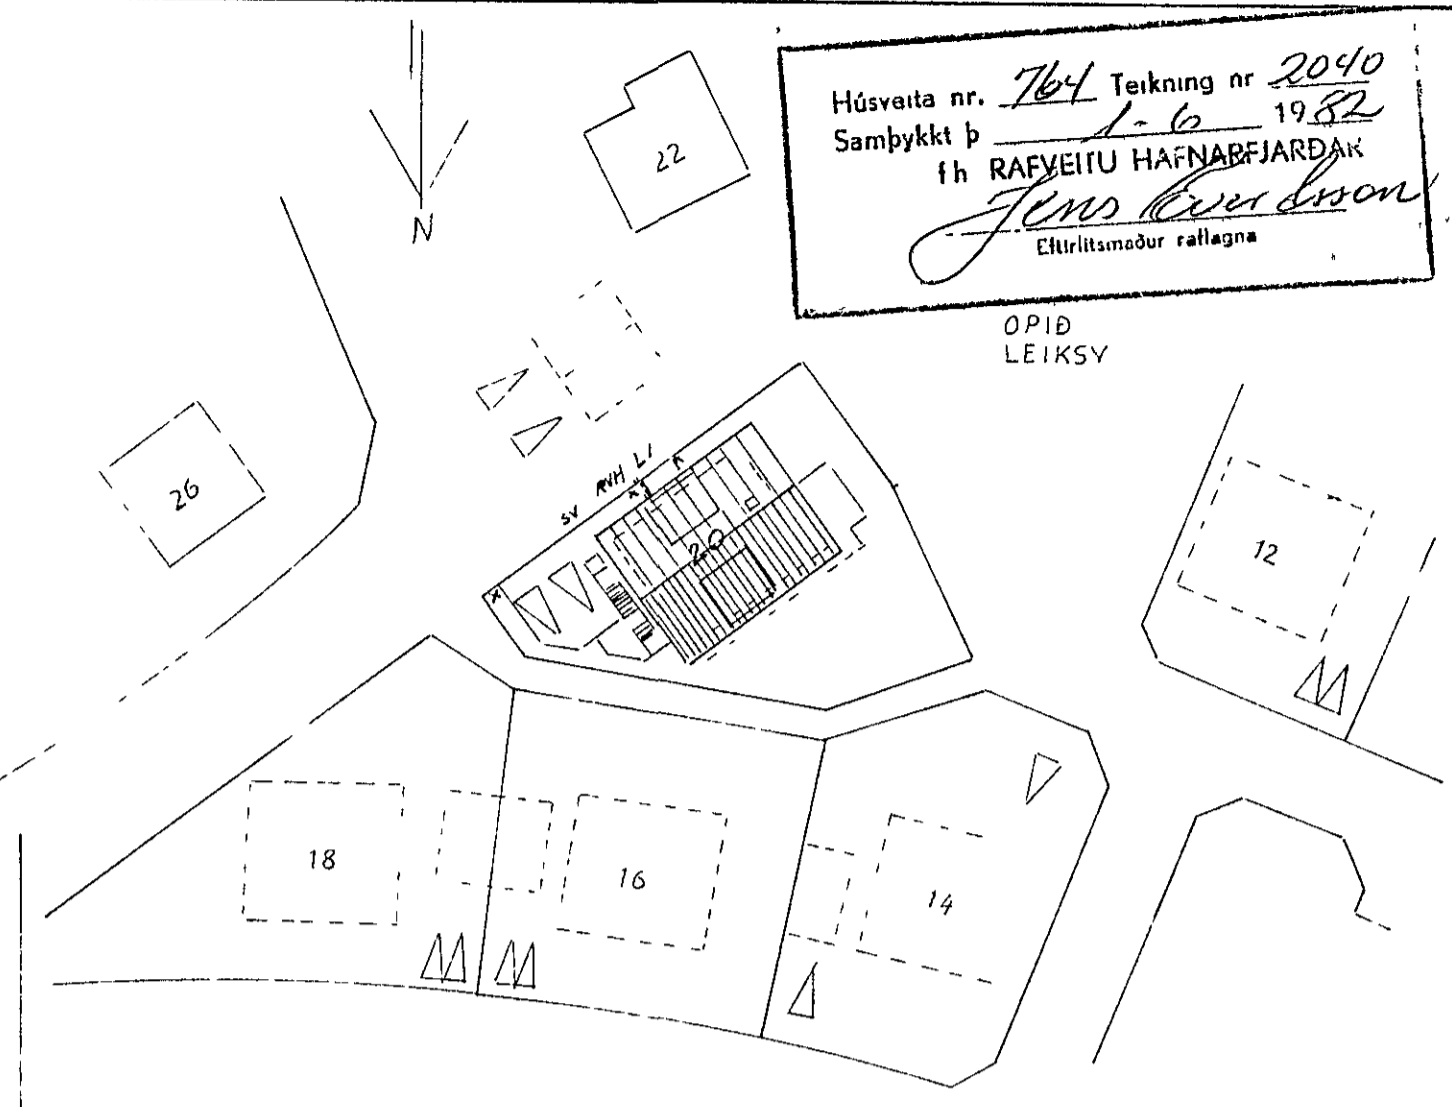 Húsveita nr. 764 Teikning nr 2040
Samþykkt þ 1-6 1982
fh RAFVEITU HAFNARFJARÐAR
Jens
Eftirlitsmaður raflagna
OPIÐ
LEIKSV
N
22
26
SV RVH L1
20
12
18
16
14